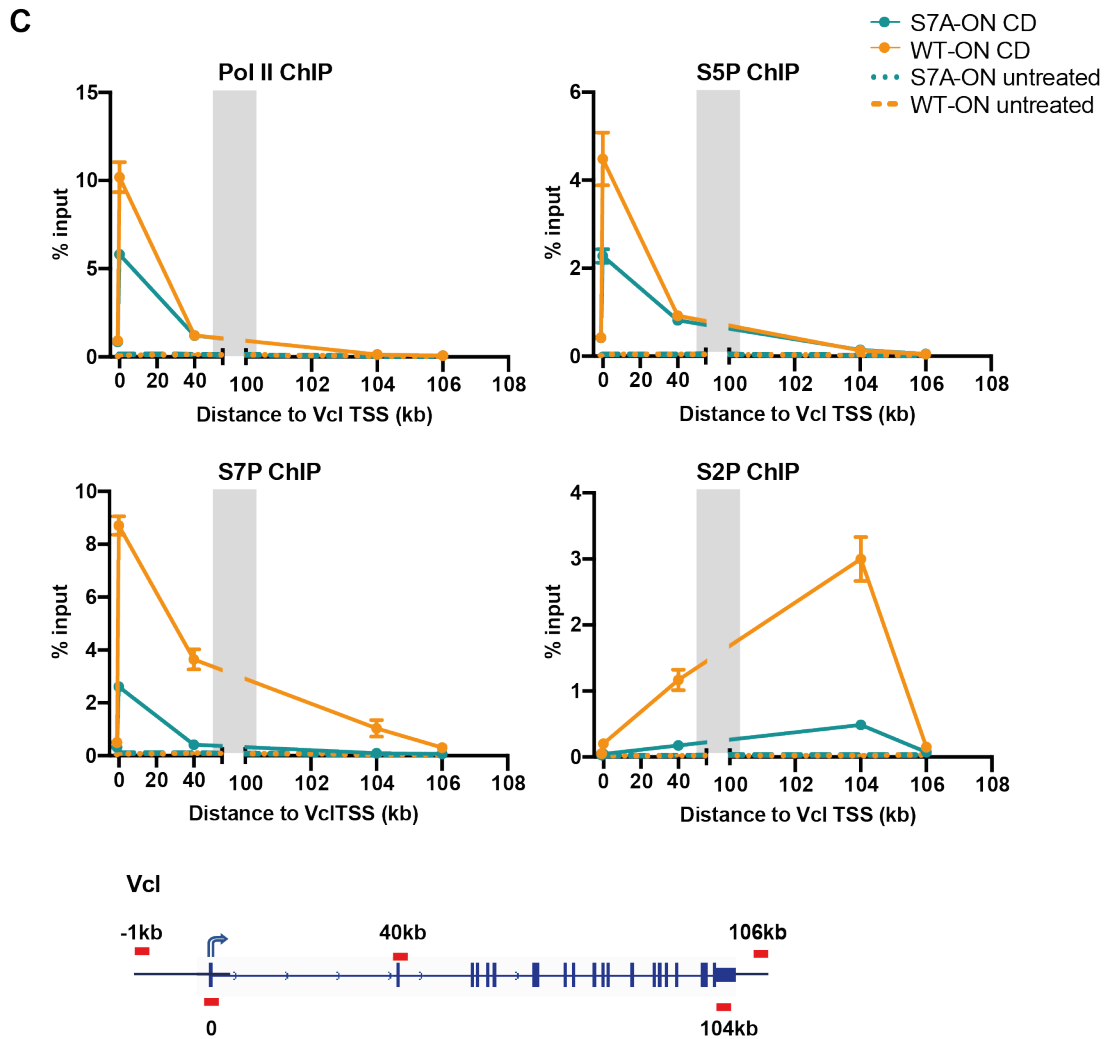 C
S7A-ON CD
WT-ON CD
S7A-ON untreated
WT-ON untreated
Pol II ChIP
15
10
5
0
% input
0 20 40 100 102 104 106 108
Distance to Vcl TSS (kb)
S5P ChIP
6
4
2
0
% input
0 20 40 100 102 104 106 108
Distance to Vcl TSS (kb)
S7P ChIP
10
8
6
4
2
0
% input
0 20 40 100 102 104 106 108
Distance to VclTSS (kb)
S2P ChIP
4
3
2
1
0
% input
0 20 40 100 102 104 106 108
Distance to Vcl TSS (kb)
Vcl
-1kb 40kb 106kb
0 104kb